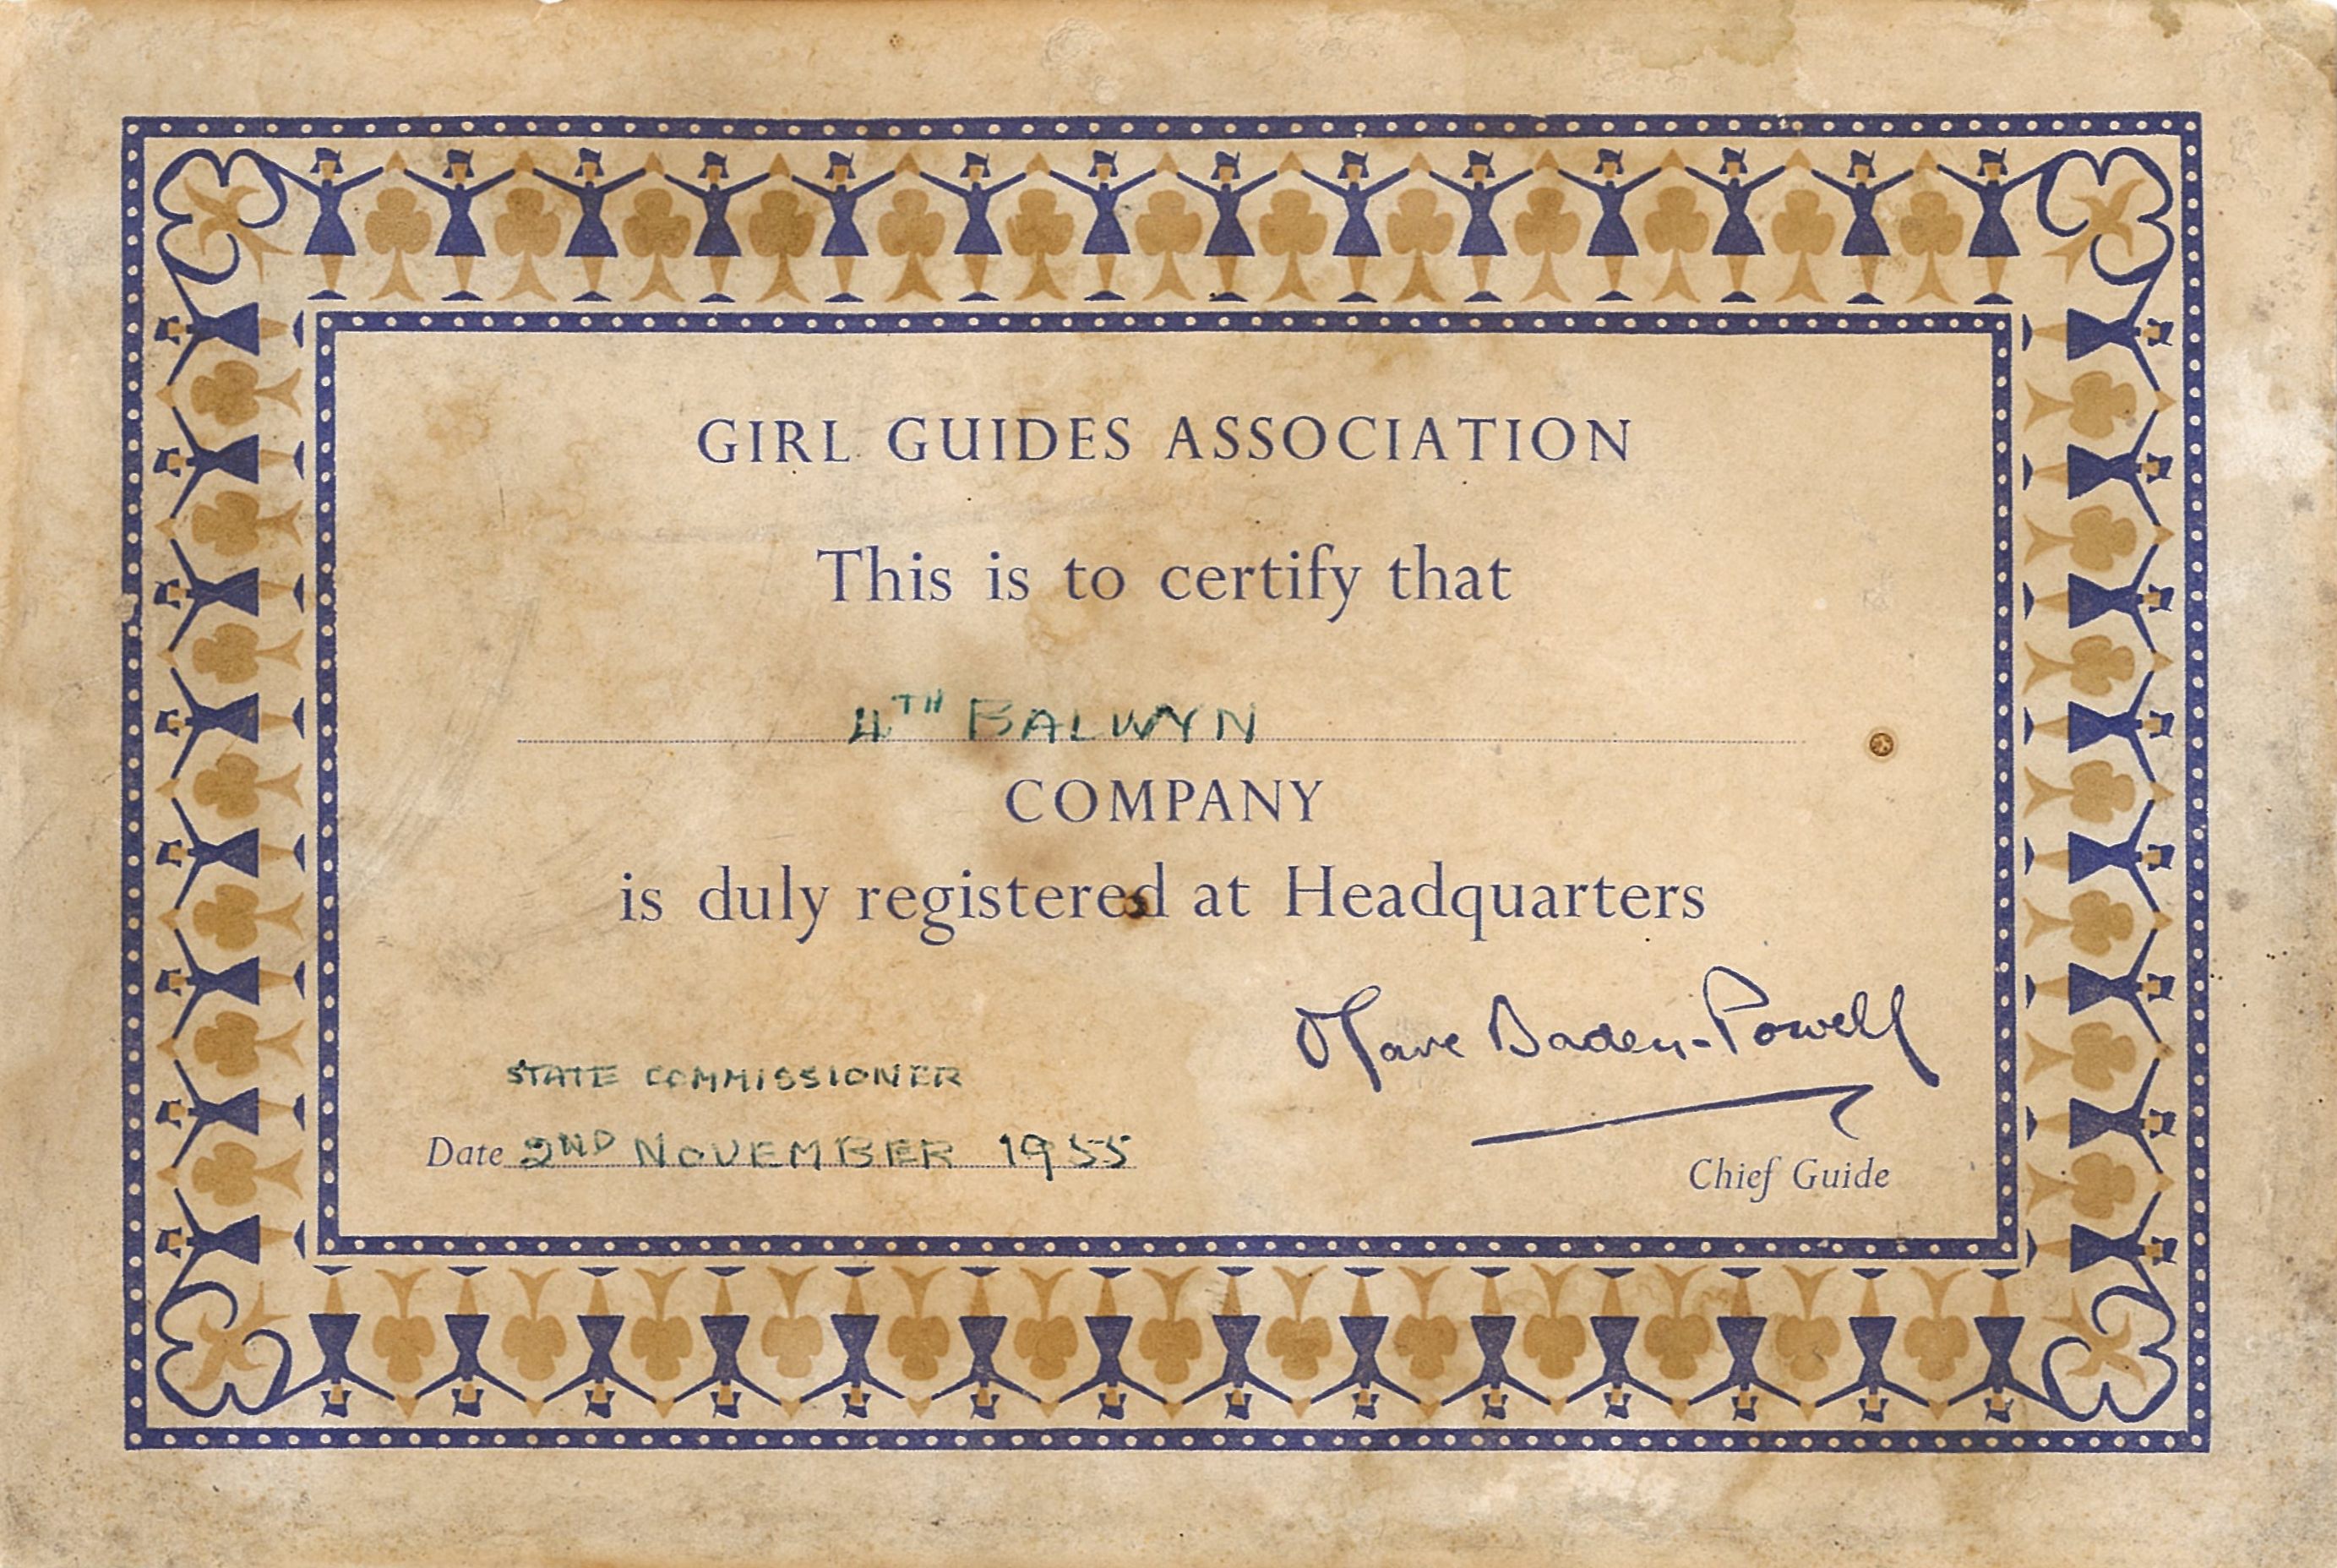 GIRL GUIDES ASSOCIATION
This is to certify that
4TH BALWYN
COMPANY
is duly registered at Headquarters
Olave Baden-Powell
STATE COMMISSIONER
Date 2ND NOVEMBER 1955
Chief Guide